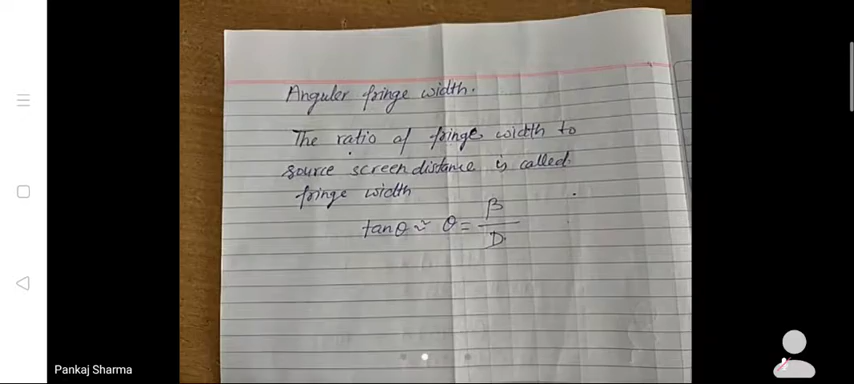 Anguler fringe width.
The ratio of fringe width to
source screen distance is called
fringe width
tanθ ≈ θ = β/D
Pankaj Sharma